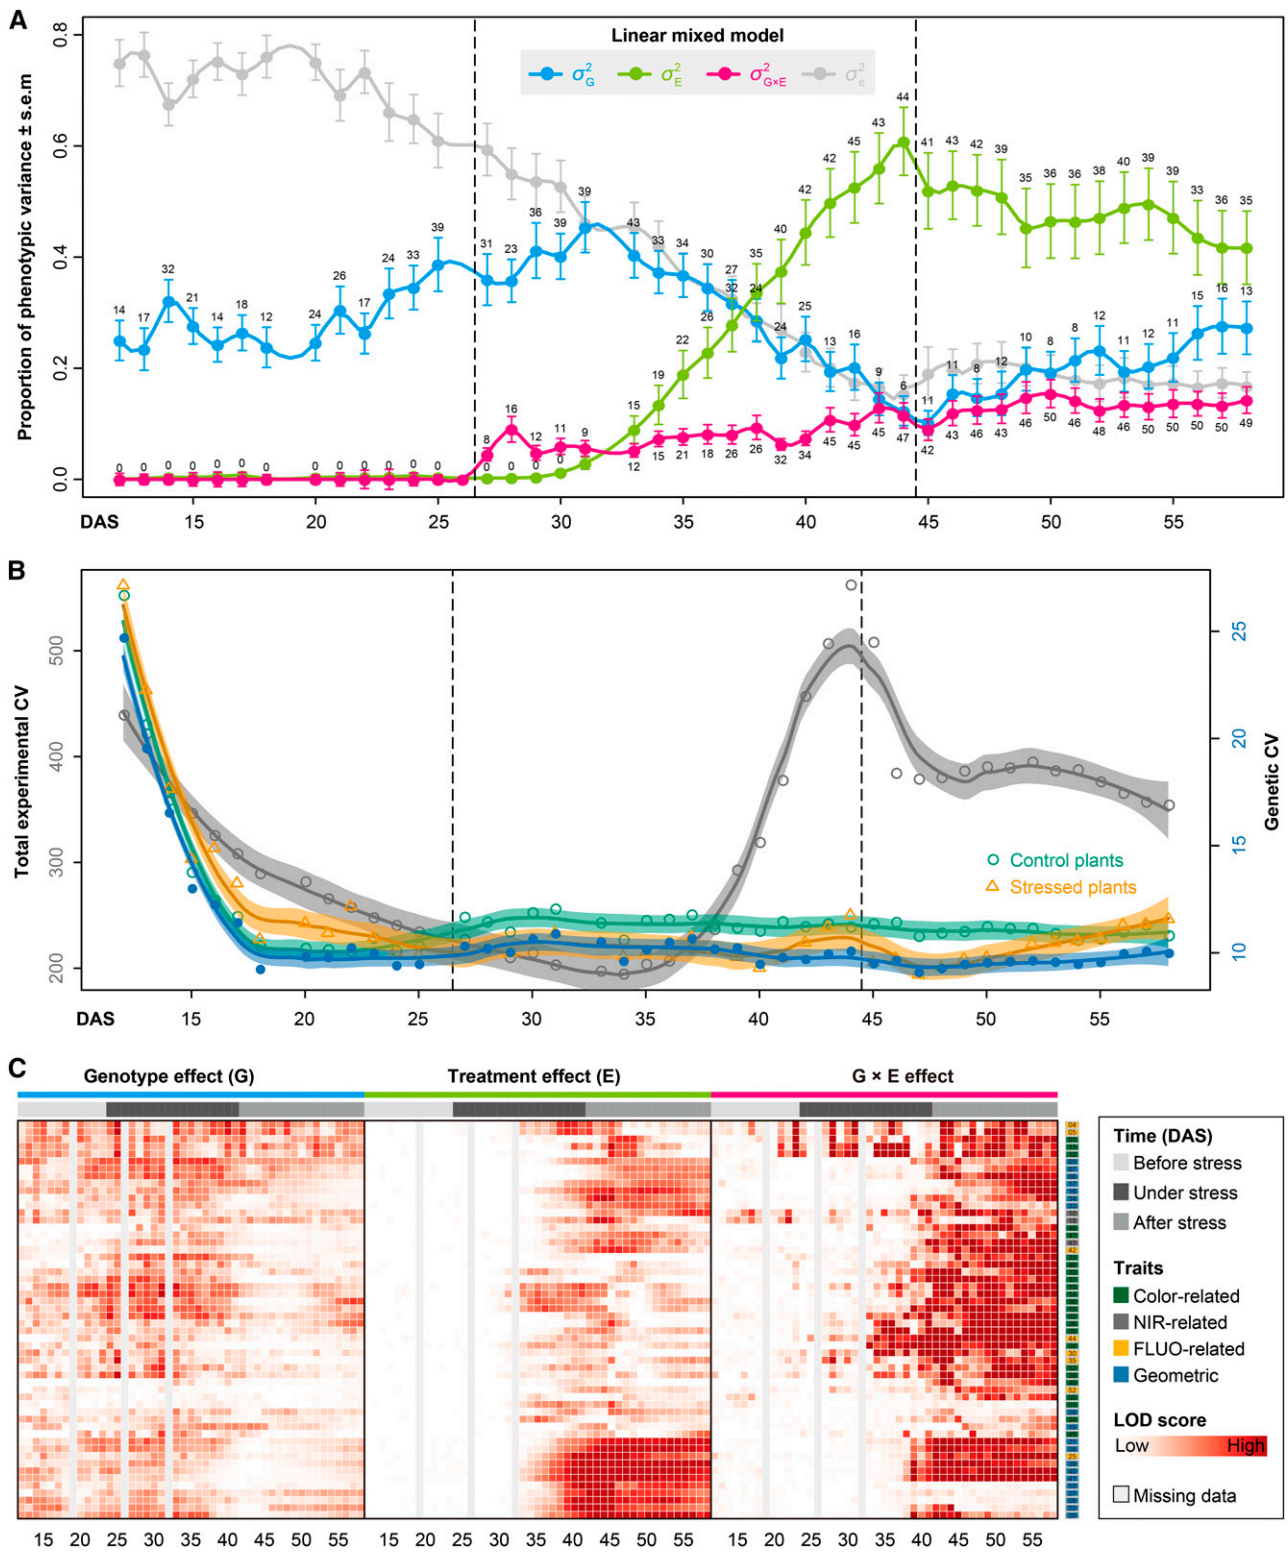 A
Linear mixed model
σ²G σ²E σ²G×E σ²e
Proportion of phenotypic variance ± s.e.m
0.8
0.6
0.4
0.2
0.0
14 17 32 21 14 18 12 24 26 17 24 33 39 31 23 36 39 39 43 33 34 30 27 24 24 25 13 16 9 6 11 11 8 12 10 8 8 12 11 12 11 15 16 13
0 0 0 0 0 0 0 0 0 0 0 0 0 0 0 0 0 9 15 19 22 26 32 35 40 42 42 45 43 44 41 43 42 39 35 36 36 38 40 39 39 33 36 35
8 16 12 11 12 15 21 18 26 26 32 34 45 45 45 47 42 43 46 43 46 50 46 48 46 50 50 50 50 49
DAS 15 20 25 30 35 40 45 50 55
B
Total experimental CV
500
400
300
200
Genetic CV
25
20
15
10
Control plants
Stressed plants
DAS 15 20 25 30 35 40 45 50 55
C
Genotype effect (G) Treatment effect (E) G × E effect
04
05
42
44
30
35
52
25
15 20 25 30 35 40 45 50 55 15 20 25 30 35 40 45 50 55 15 20 25 30 35 40 45 50 55
Time (DAS)
Before stress
Under stress
After stress
Traits
Color-related
NIR-related
FLUO-related
Geometric
LOD score
Low High
Missing data